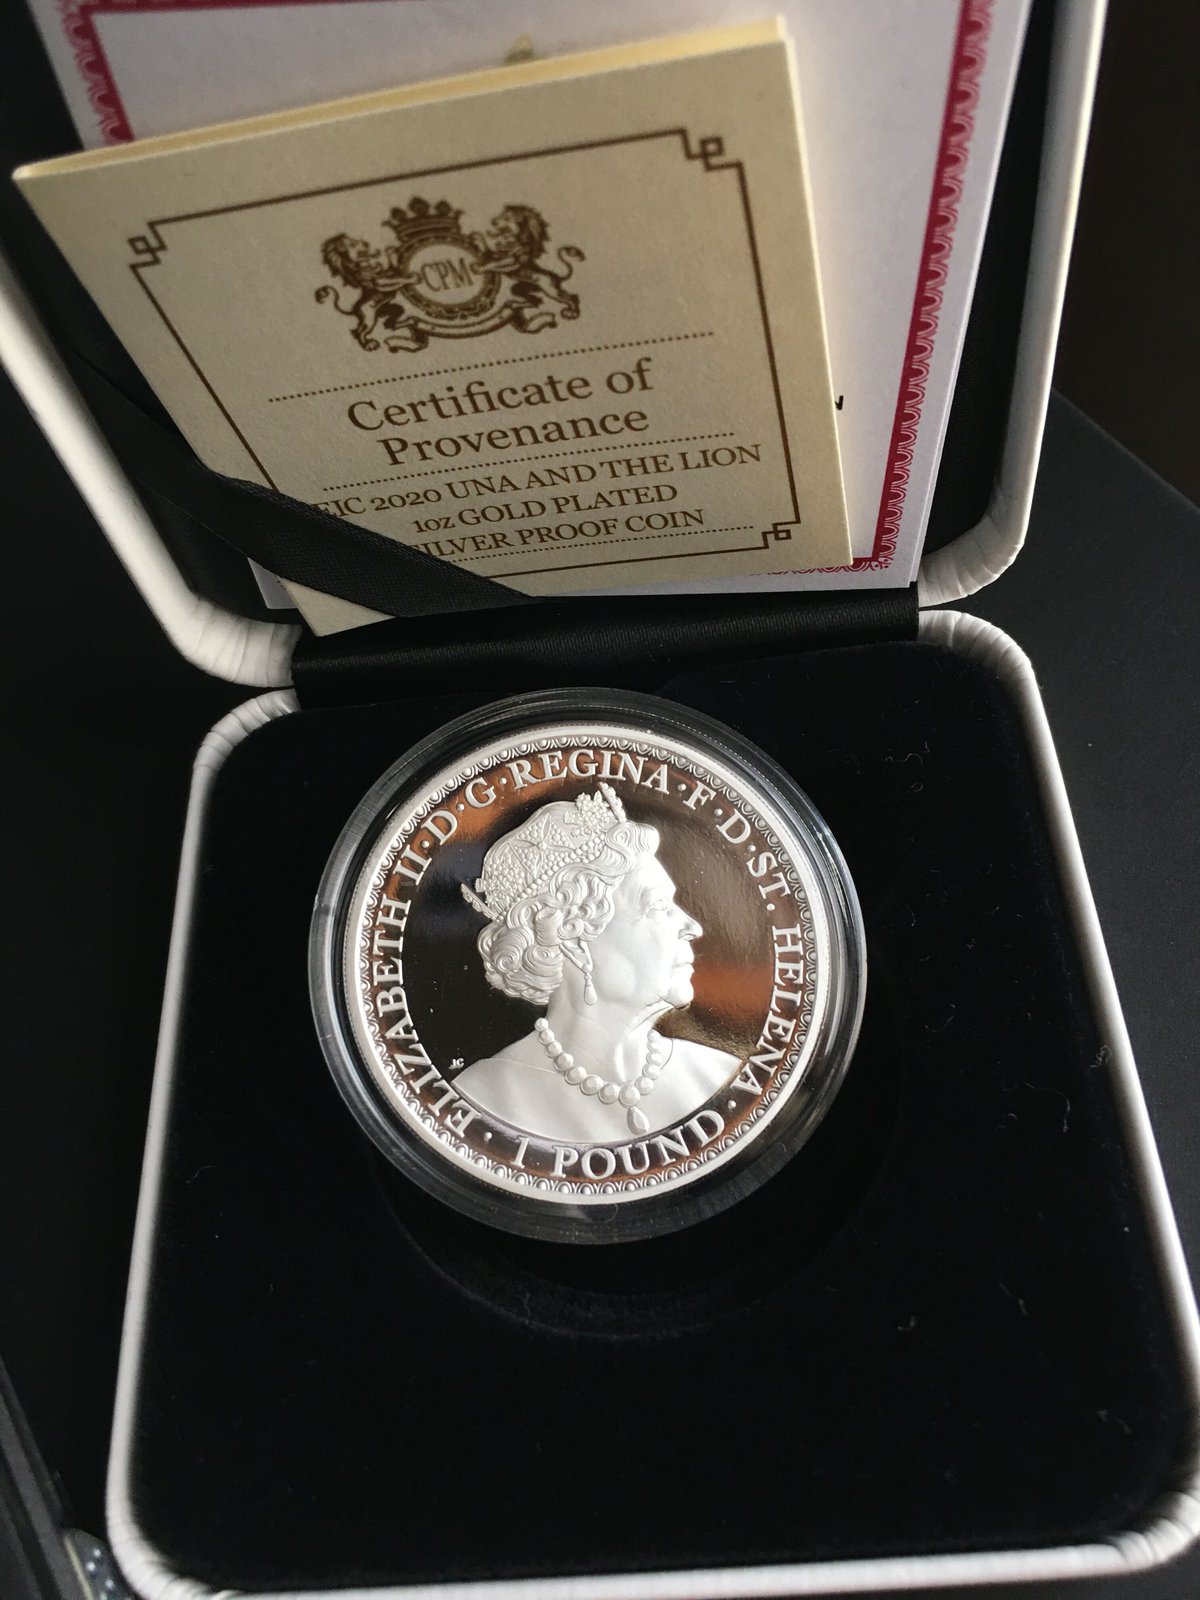 CPM
Certificate of
Provenance
EIC 2020 UNA AND THE LION
1oz GOLD PLATED
SILVER PROOF COIN
ELIZABETH II·D·G·REGINA·F·D·ST. HELENA·
1 POUND
JC